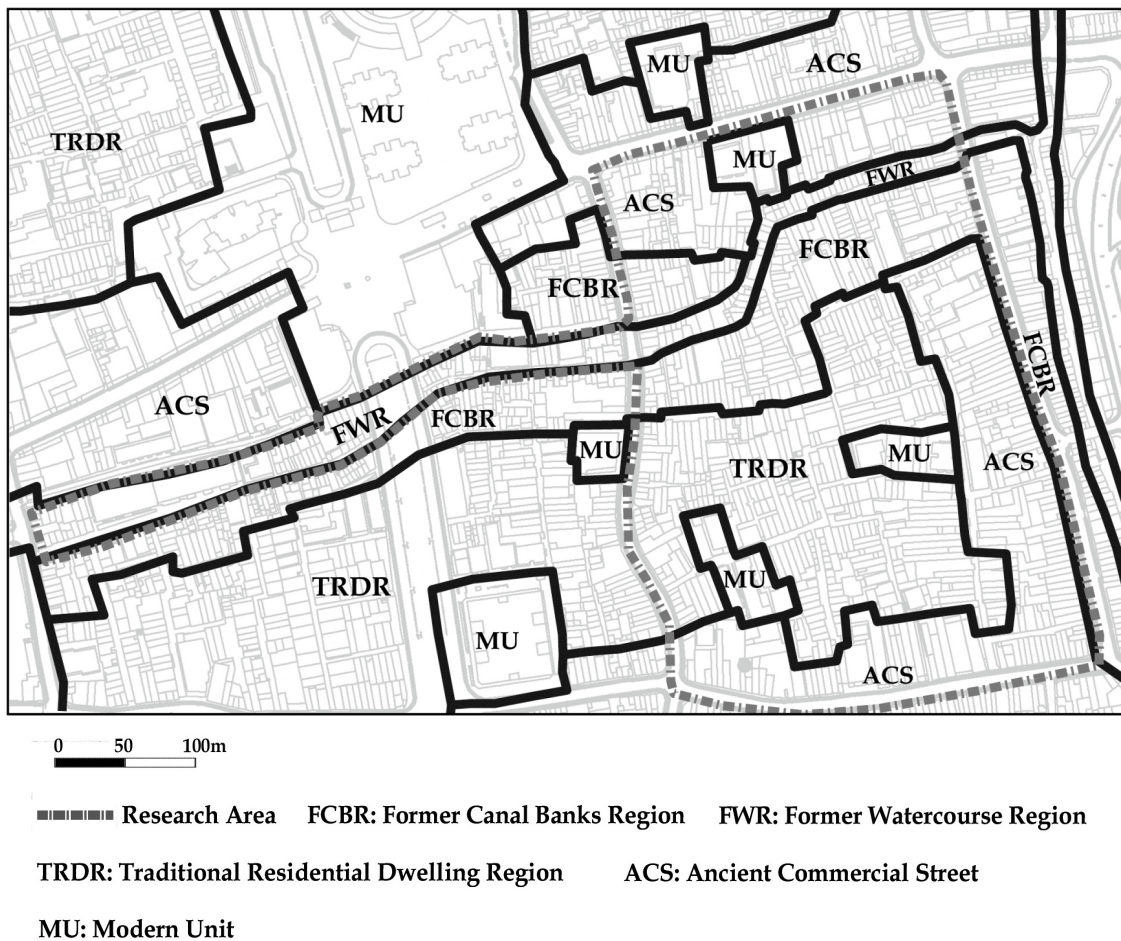 MU
ACS
TRDR
MU
MU
FWR
ACS
FCBR
FCBR
FCBR
ACS
FWR
FCBR
MU
TRDR
MU
ACS
TRDR
MU
MU
ACS
0 50 100m
Research Area FCBR: Former Canal Banks Region FWR: Former Watercourse Region
TRDR: Traditional Residential Dwelling Region ACS: Ancient Commercial Street
MU: Modern Unit